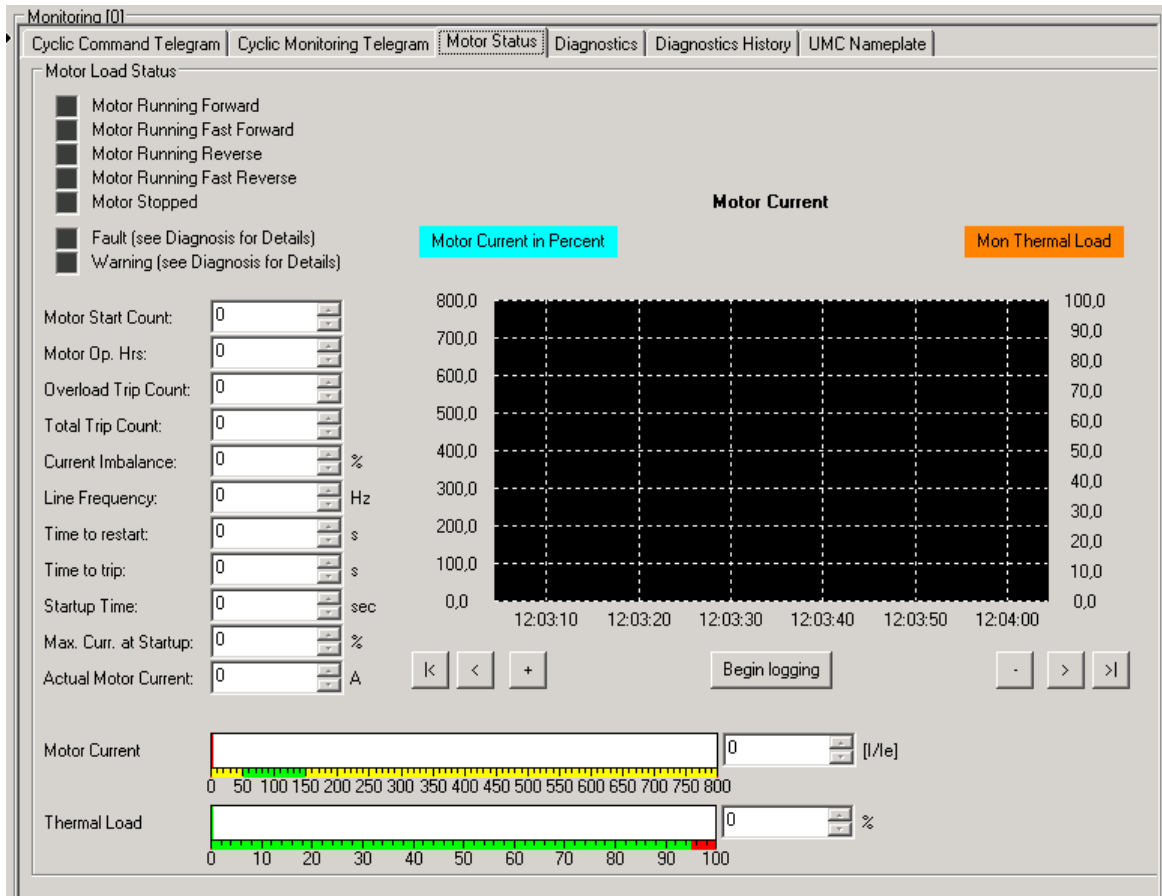 Monitoring [0]
Cyclic Command Telegram
Cyclic Monitoring Telegram
Motor Status
Diagnostics
Diagnostics History
UMC Nameplate
Motor Load Status
Motor Running Forward
Motor Running Fast Forward
Motor Running Reverse
Motor Running Fast Reverse
Motor Stopped
Fault (see Diagnosis for Details)
Warning (see Diagnosis for Details)
Motor Start Count: 0
Motor Op. Hrs: 0
Overload Trip Count: 0
Total Trip Count: 0
Current Imbalance: 0 %
Line Frequency: 0 Hz
Time to restart: 0 s
Time to trip: 0 s
Startup Time: 0 sec
Max. Curr. at Startup: 0 %
Actual Motor Current: 0 A
Motor Current
Motor Current in Percent
Mon Thermal Load
800,0
700,0
600,0
500,0
400,0
300,0
200,0
100,0
0,0
100,0
90,0
80,0
70,0
60,0
50,0
40,0
30,0
20,0
10,0
0,0
12:03:10 12:03:20 12:03:30 12:03:40 12:03:50 12:04:00
|< < + Begin logging - > >|
Motor Current 0 [I/Ie]
0 50 100 150 200 250 300 350 400 450 500 550 600 650 700 750 800
Thermal Load 0 %
0 10 20 30 40 50 60 70 80 90 100